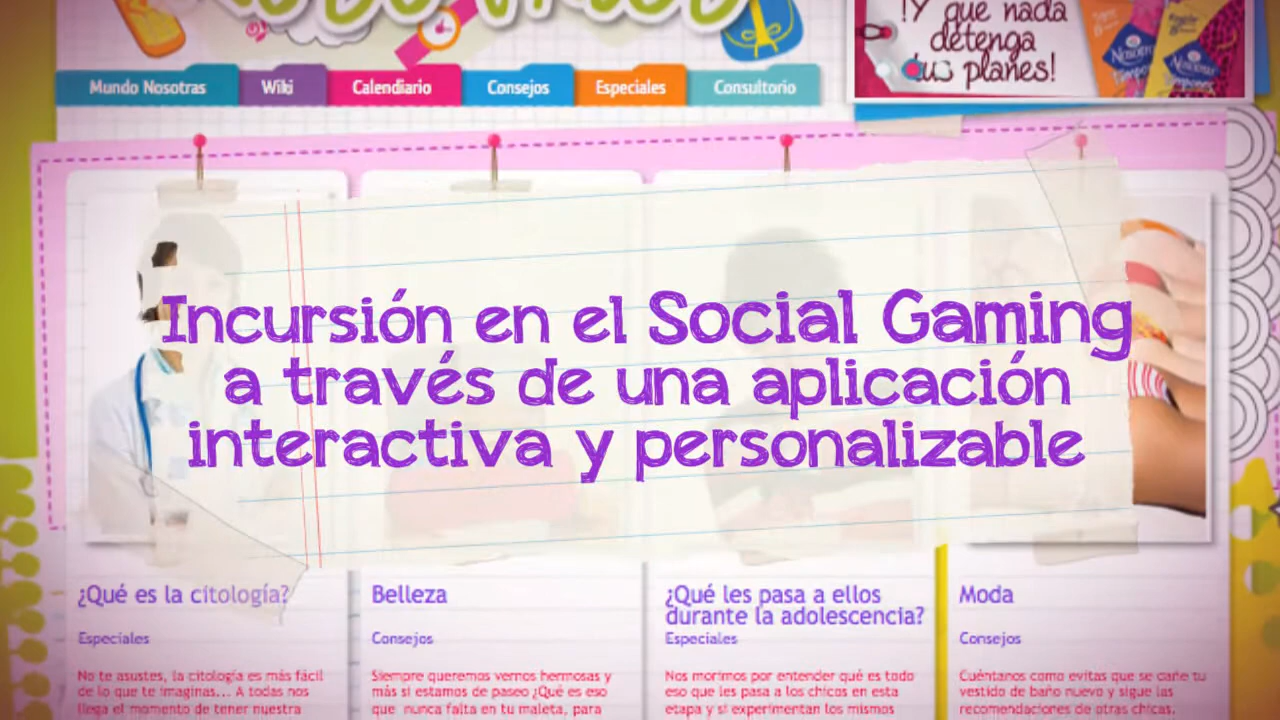 ¡Y que nada
detenga
tus planes!
Nosotras
Nosotras
Mundo Nosotras
Wiki
Calendiario
Consejos
Especiales
Consultorio
Incursión en el Social Gaming
a través de una aplicación
interactiva y personalizable
¿Qué es la citología?
Especiales
No te asustes, la citología es más fácil
de lo que te imaginas... A todas nos
llega el momento de tener nuestra
Belleza
Consejos
Siempre queremos vernos hermosas y
más si estamos de paseo ¿Qué es eso
que nunca falta en tu maleta, para
¿Qué les pasa a ellos
durante la adolescencia?
Especiales
Nos morimos por entender qué es todo
eso que les pasa a los chicos en esta
etapa y si experimentan los mismos
Moda
Consejos
Cuéntanos como evitas que se dañe tu
vestido de baño nuevo y sigue las
recomendaciones de otras chicas.